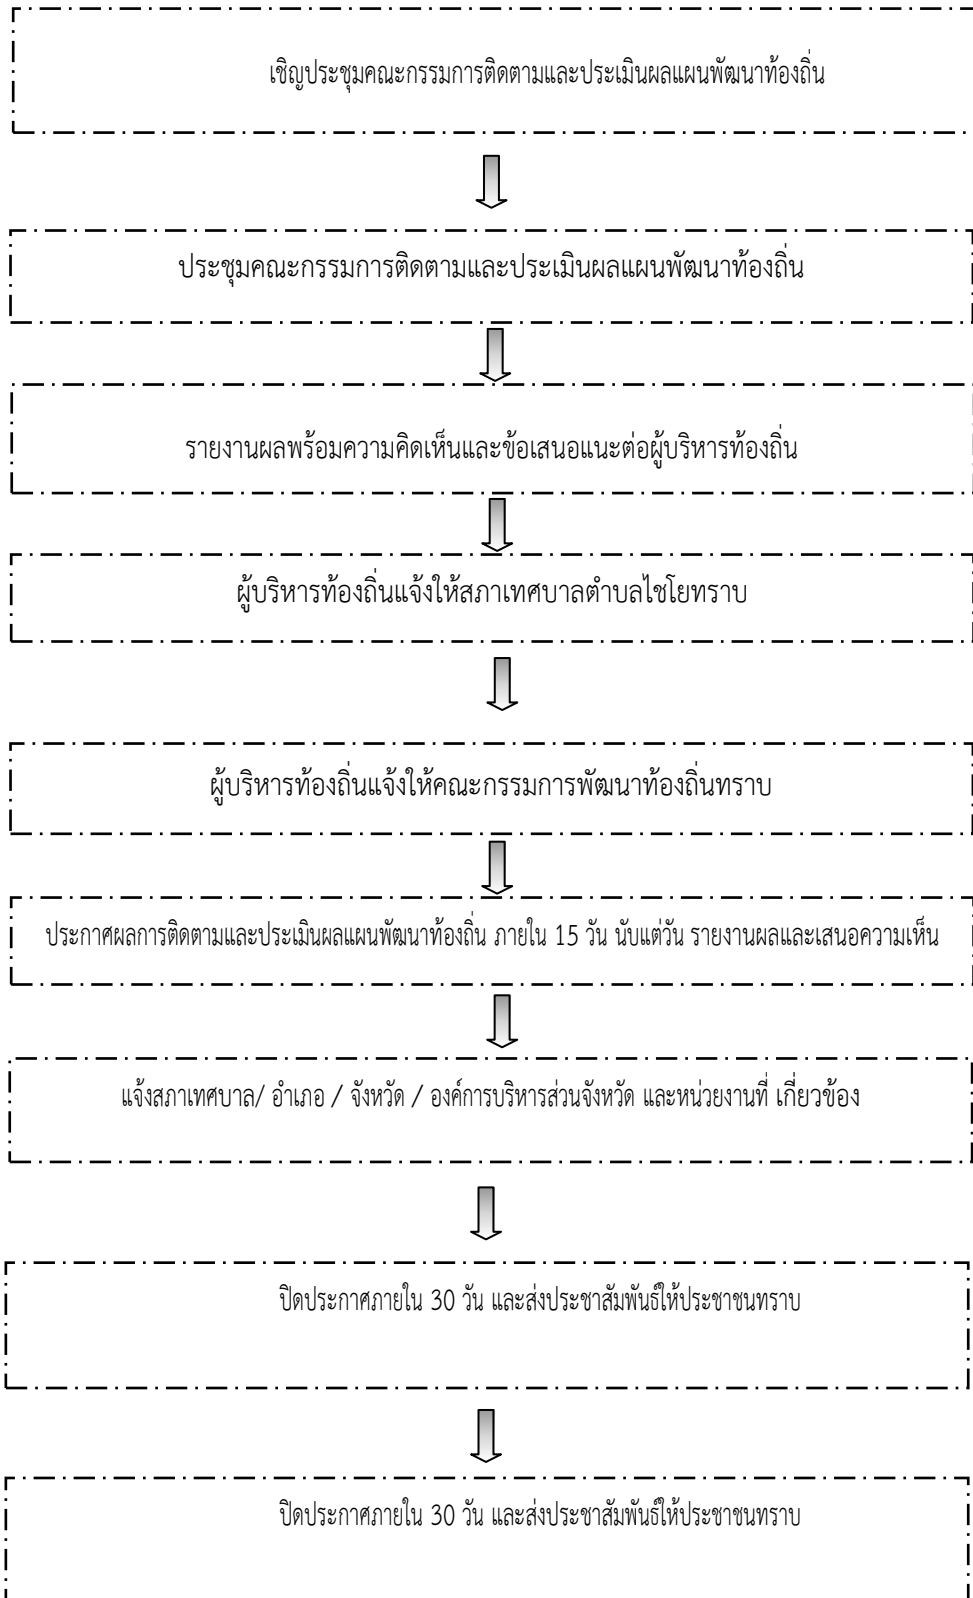 เชิญประชุมคณะกรรมการติดตามและประเมินผลแผนพัฒนาท้องถิ่น
ประชุมคณะกรรมการติดตามและประเมินผลแผนพัฒนาท้องถิ่น
รายงานผลพร้อมความคิดเห็นและข้อเสนอแนะต่อผู้บริหารท้องถิ่น
ผู้บริหารท้องถิ่นแจ้งให้สภาเทศบาลตำบลไชโยทราบ
ผู้บริหารท้องถิ่นแจ้งให้คณะกรรมการพัฒนาท้องถิ่นทราบ
ประกาศผลการติดตามและประเมินผลแผนพัฒนาท้องถิ่น ภายใน 15 วัน นับแต่วัน รายงานผลและเสนอความเห็น
แจ้งสภาเทศบาล/ อำเภอ / จังหวัด / องค์การบริหารส่วนจังหวัด และหน่วยงานที่ เกี่ยวข้อง
ปิดประกาศภายใน 30 วัน และส่งประชาสัมพันธ์ให้ประชาชนทราบ
ปิดประกาศภายใน 30 วัน และส่งประชาสัมพันธ์ให้ประชาชนทราบ